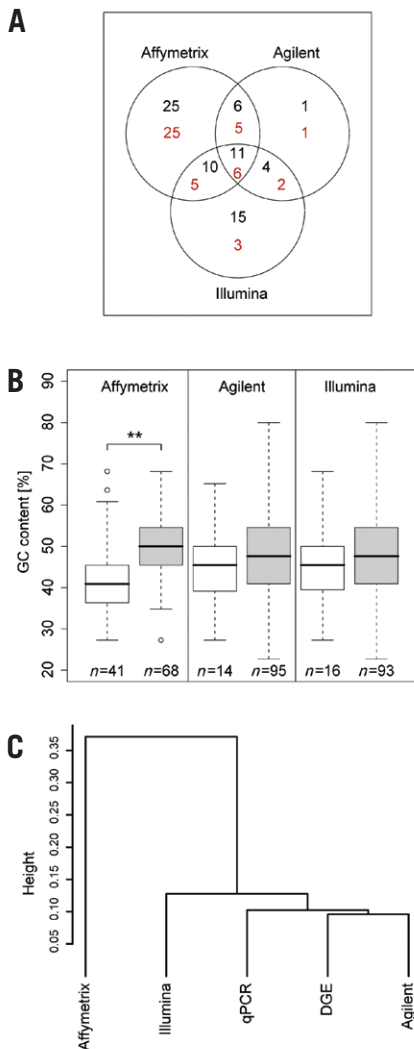 A
Affymetrix Agilent
25 6 1
25 5 1
11
10 4
5 6 2
15
3
Illumina
B
Affymetrix Agilent Illumina
**
GC content [%]
90
80
70
60
50
40
30
20
n=41 n=68 n=14 n=95 n=16 n=93
C
Height
0.35
0.30
0.25
0.20
0.15
0.10
0.05
Affymetrix
Illumina
qPCR
DGE
Agilent